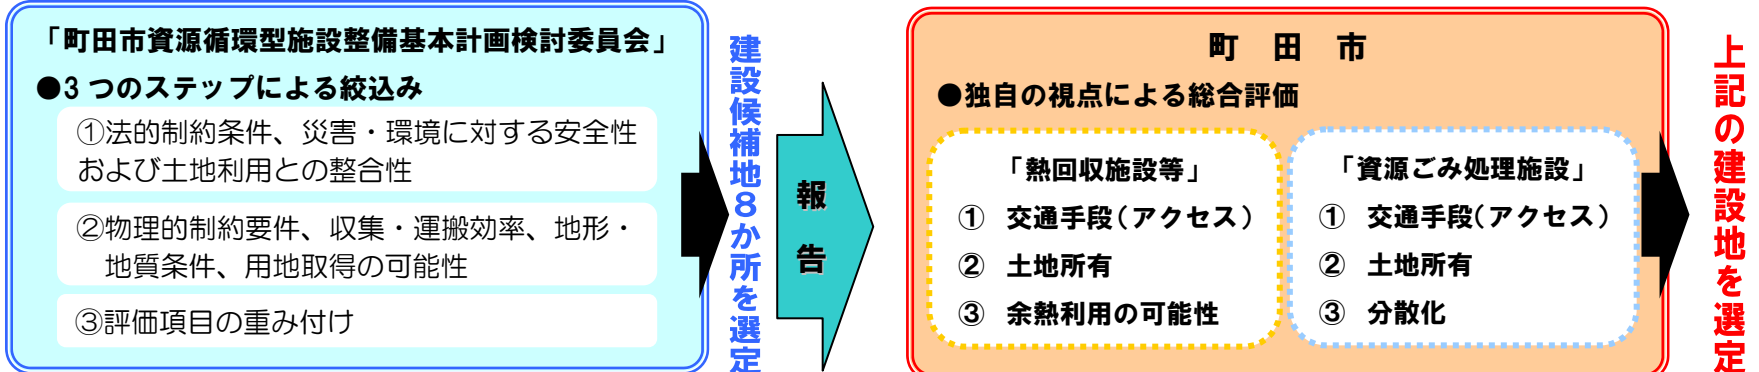 「町田市資源循環型施設整備基本計画検討委員会」
●3 つのステップによる絞込み
①法的制約条件、災害・環境に対する安全性
および土地利用との整合性
②物理的制約要件、収集・運搬効率、地形・
地質条件、用地取得の可能性
③評価項目の重み付け
建設候補地8か所を選定
報告
町 田 市
●独自の視点による総合評価
「熱回収施設等」
① 交通手段(アクセス)
② 土地所有
③ 余熱利用の可能性
「資源ごみ処理施設」
① 交通手段(アクセス)
② 土地所有
③ 分散化
上記の建設地を選定